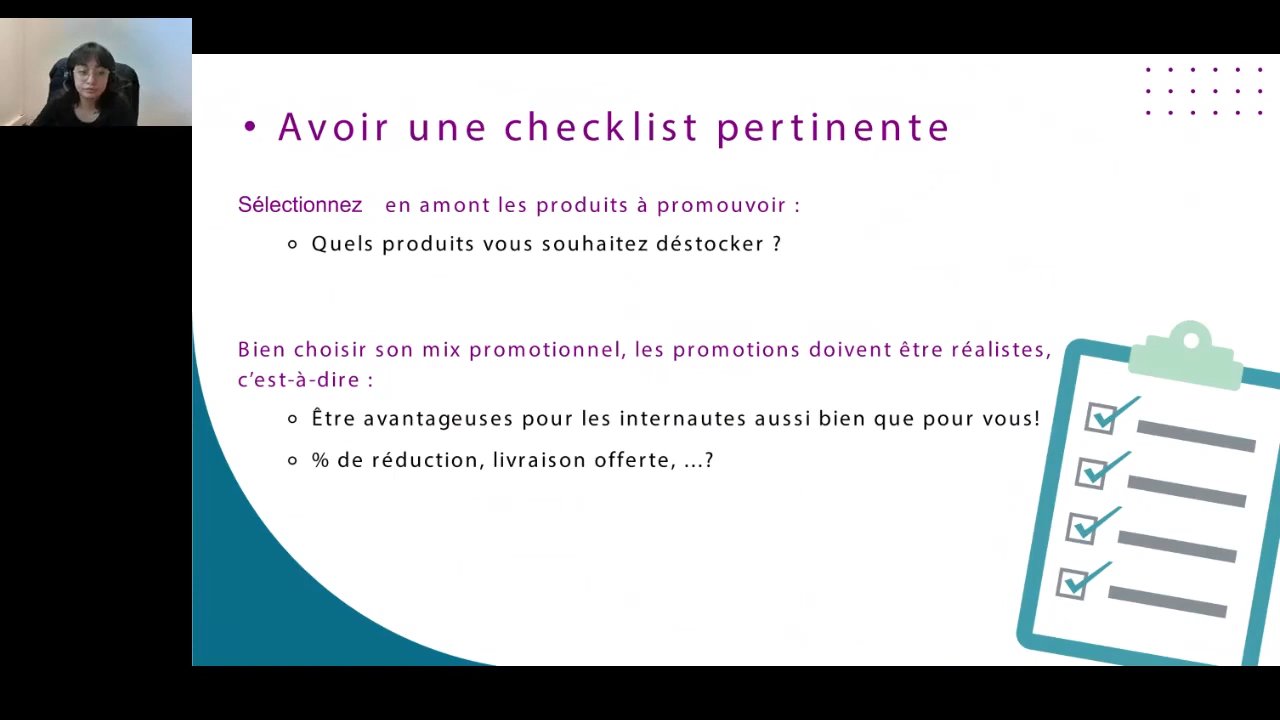 • Avoir une checklist pertinente
Sélectionnez en amont les produits à promouvoir :
Quels produits vous souhaitez déstocker ?
Bien choisir son mix promotionnel, les promotions doivent être réalistes,
c’est-à-dire :
Être avantageuses pour les internautes aussi bien que pour vous!
% de réduction, livraison offerte, ...?